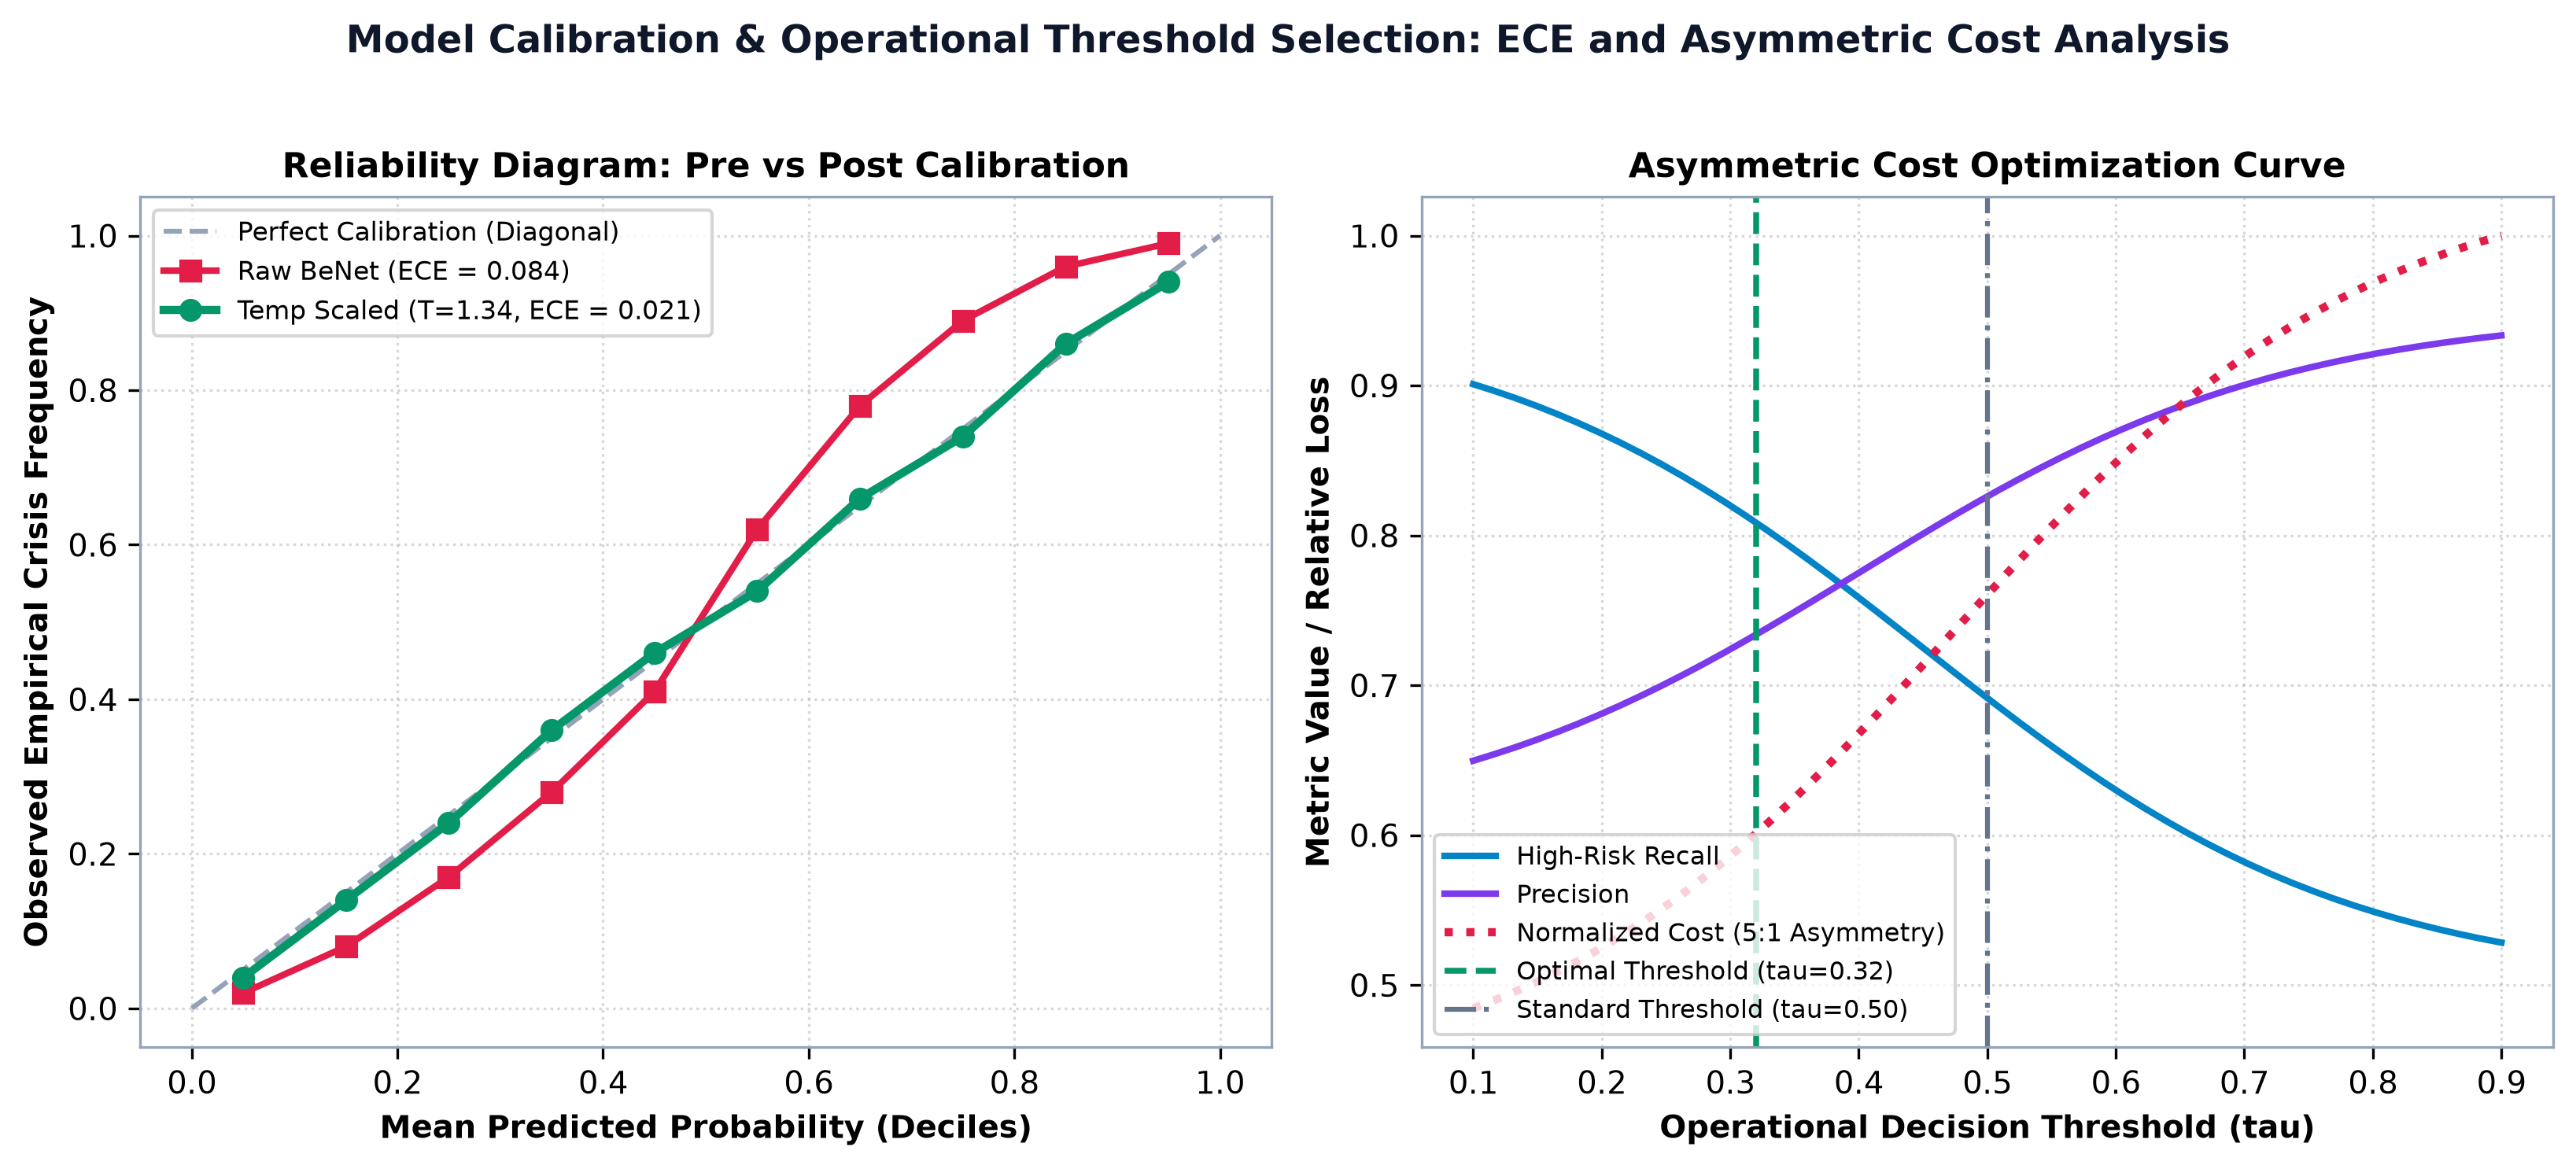 Model Calibration & Operational Threshold Selection: ECE and Asymmetric Cost Analysis
Reliability Diagram: Pre vs Post Calibration
Perfect Calibration (Diagonal)
Raw BeNet (ECE = 0.084)
Temp Scaled (T=1.34, ECE = 0.021)
Observed Empirical Crisis Frequency
1.0
0.8
0.6
0.4
0.2
0.0
0.0 0.2 0.4 0.6 0.8 1.0
Mean Predicted Probability (Deciles)
Asymmetric Cost Optimization Curve
Metric Value / Relative Loss
1.0
0.9
0.8
0.7
0.6
0.5
High-Risk Recall
Precision
Normalized Cost (5:1 Asymmetry)
Optimal Threshold (tau=0.32)
Standard Threshold (tau=0.50)
0.1 0.2 0.3 0.4 0.5 0.6 0.7 0.8 0.9
Operational Decision Threshold (tau)